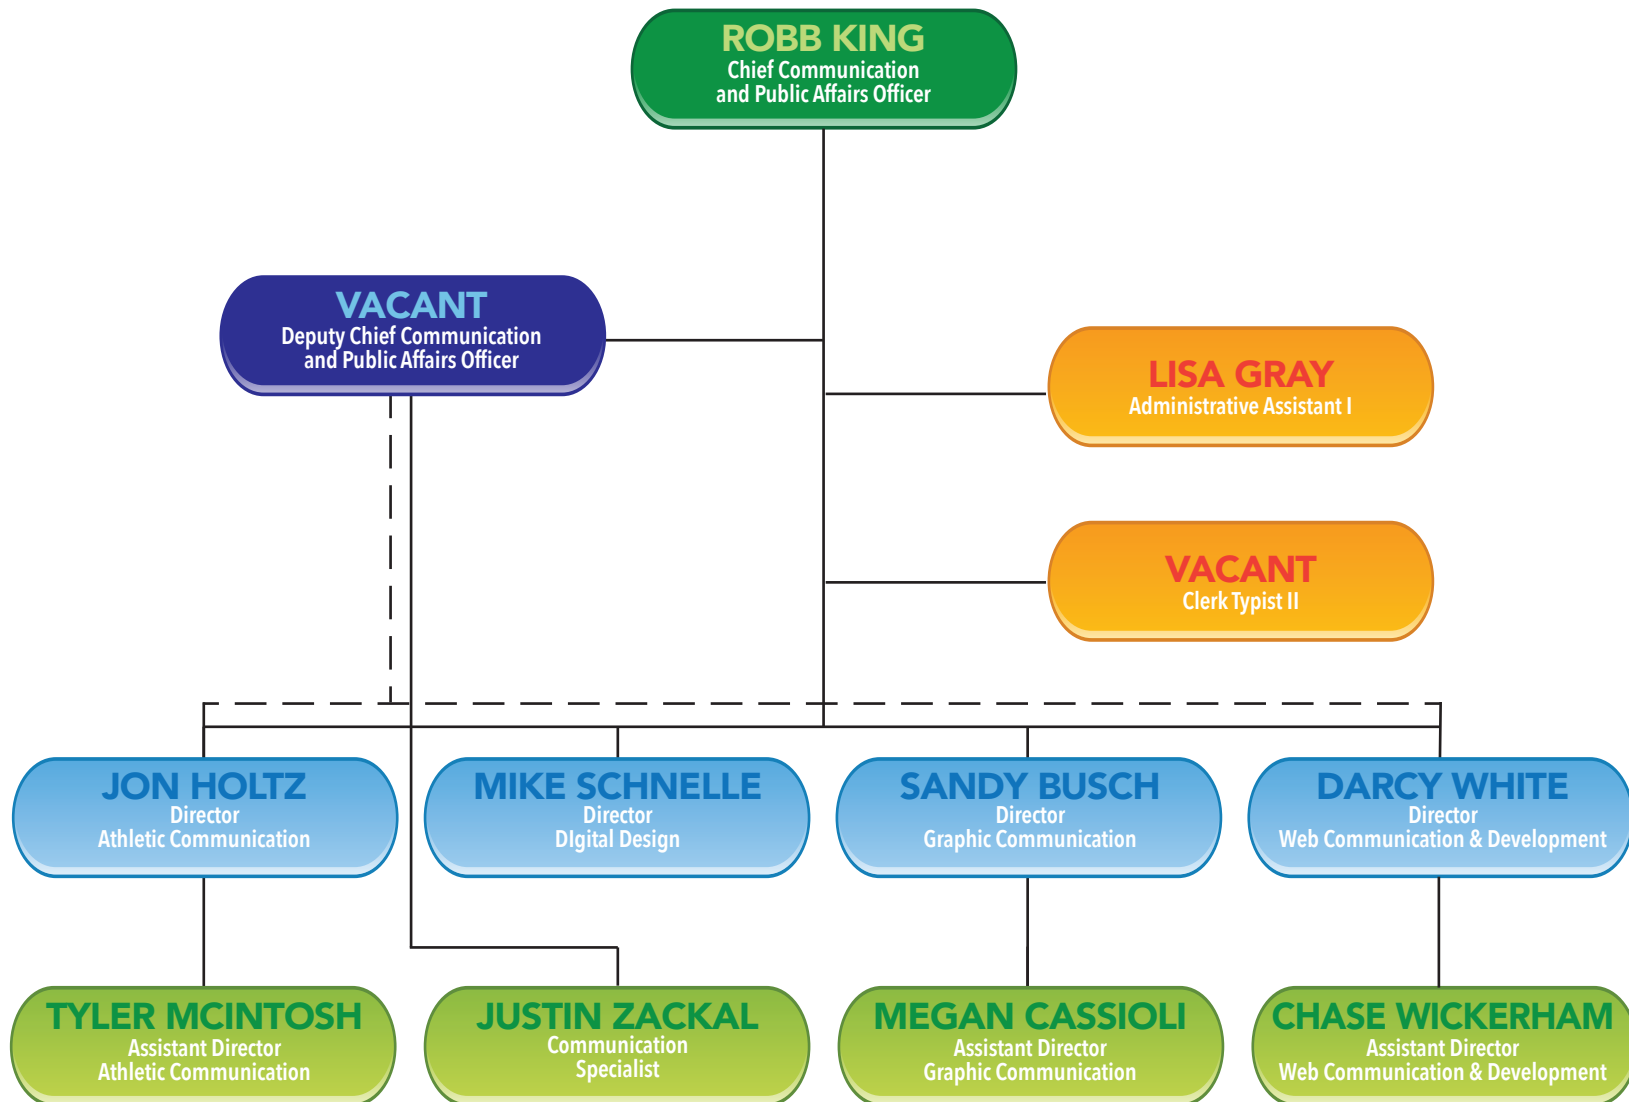 ROBB KING
Chief Communication
and Public Affairs Officer
VACANT
Deputy Chief Communication
and Public Affairs Officer
LISA GRAY
Administrative Assistant I
VACANT
Clerk Typist II
JON HOLTZ
Director
Athletic Communication
MIKE SCHNELLE
Director
DIgital Design
SANDY BUSCH
Director
Graphic Communication
DARCY WHITE
Director
Web Communication & Development
TYLER MCINTOSH
Assistant Director
Athletic Communication
JUSTIN ZACKAL
Communication
Specialist
MEGAN CASSIOLI
Assistant Director
Graphic Communication
CHASE WICKERHAM
Assistant Director
Web Communication & Development